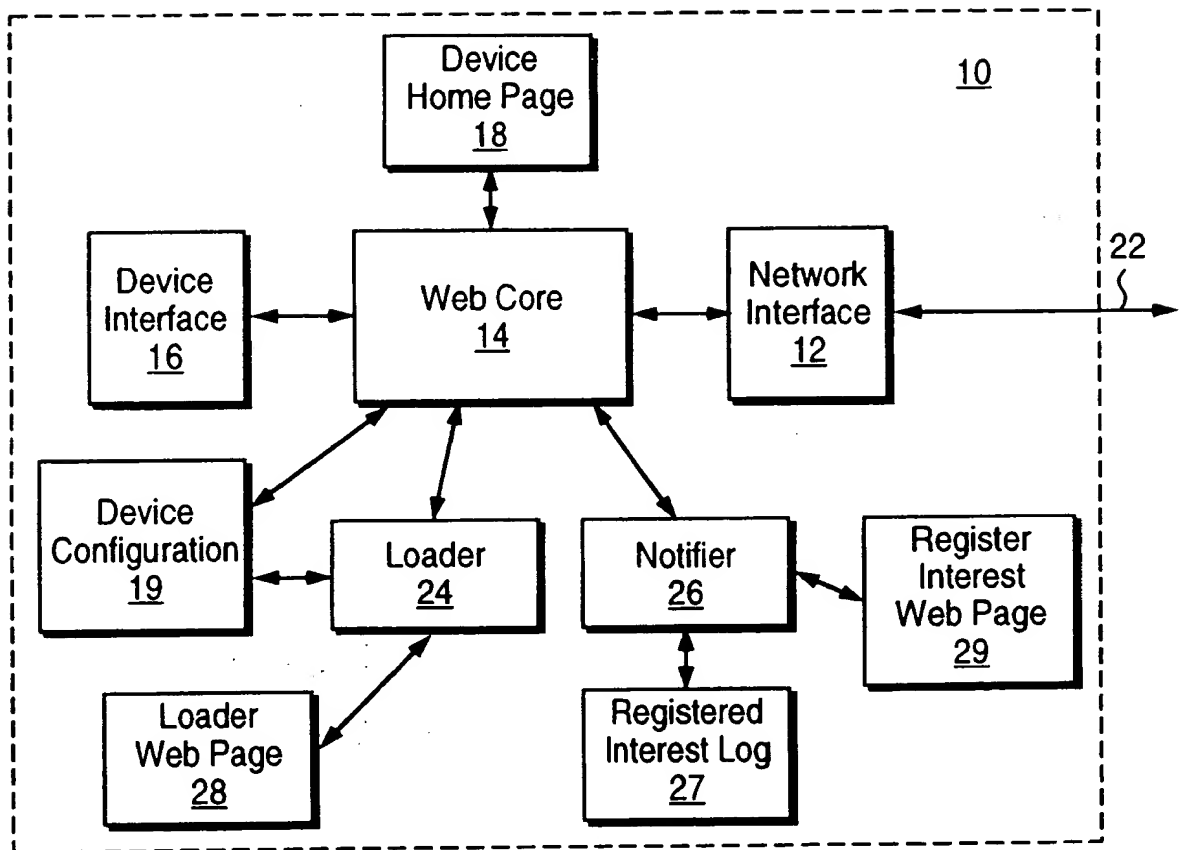 Device
Home Page
18
10
Device
Interface
16
Web Core
14
Network
Interface
12
22
Device
Configuration
19
Loader
24
Notifier
26
Register
Interest
Web Page
29
Loader
Web Page
28
Registered
Interest Log
27